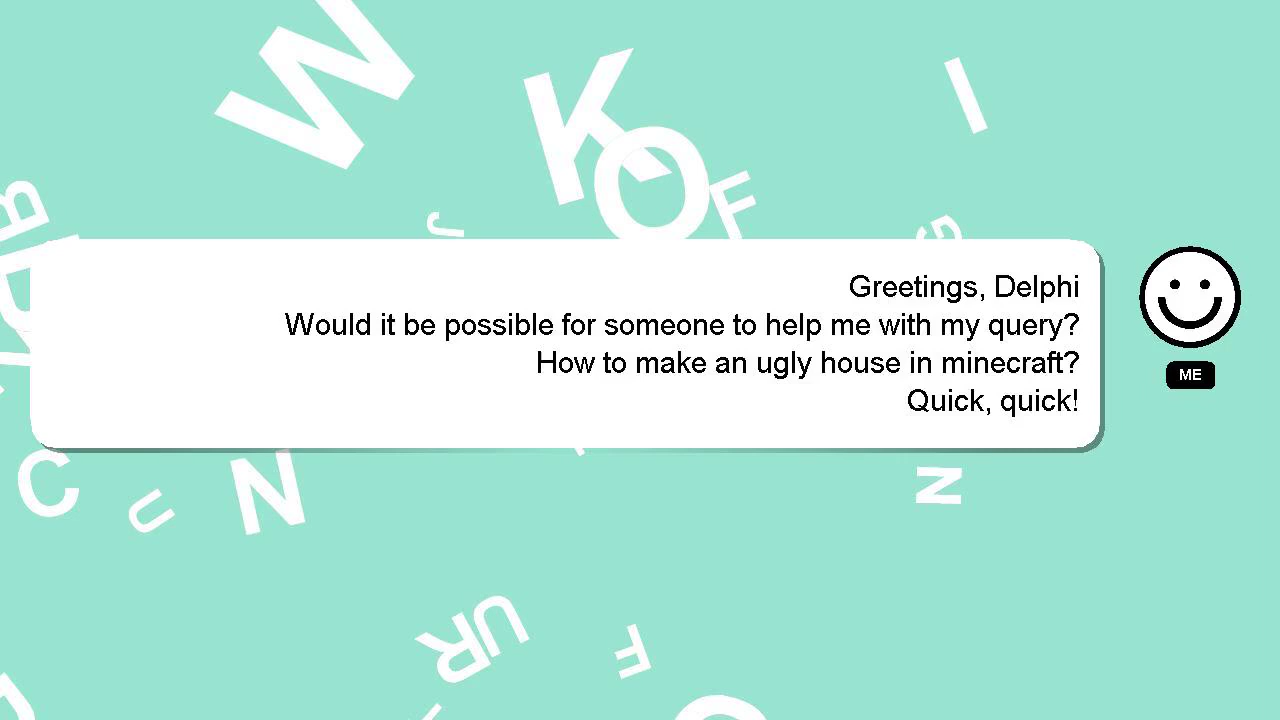 W
K
O
F
I
J
G
B
D
Greetings, Delphi
Would it be possible for someone to help me with my query?
How to make an ugly house in minecraft?
Quick, quick!
ME
C
U
N
N
U
R
F